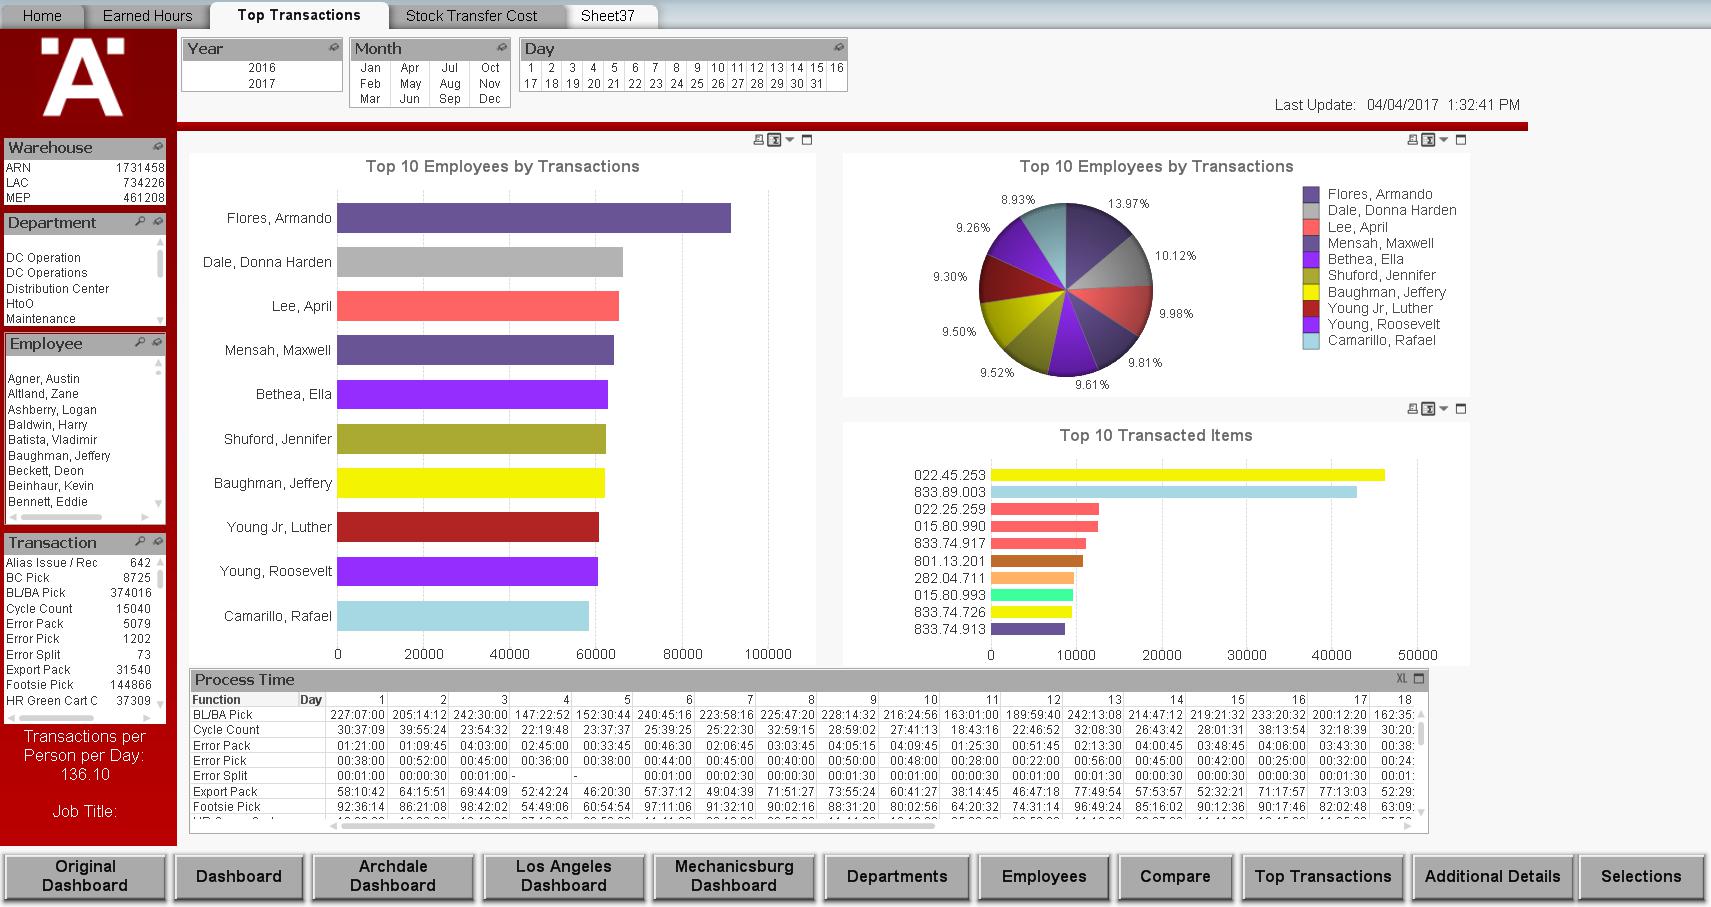 Home Earned Hours Top Transactions Stock Transfer Cost Sheet37
Year
2016
2017
Month
Jan Apr Jul Oct
Feb May Aug Nov
Mar Jun Sep Dec
Day
1 2 3 4 5 6 7 8 9 10 11 12 13 14 15 16
17 18 19 20 21 22 23 24 25 26 27 28 29 30 31
Last Update: 04/04/2017 1:32:41 PM
Warehouse
ARN 1731458
LAC 734226
MEP 461208
Department
DC Operation
DC Operations
Distribution Center
HtoO
Maintenance
Employee
Agner, Austin
Altland, Zane
Ashberry, Logan
Baldwin, Harry
Batista, Vladimir
Baughman, Jeffery
Beckett, Deon
Beinhaur, Kevin
Bennett, Eddie
Transaction
Alias Issue / Rec 642
BC Pick 8725
BL/BA Pick 374016
Cycle Count 15040
Error Pack 5079
Error Pick 1202
Error Split 73
Export Pack 31540
Footsie Pick 144866
HR Green Cart C 37309
Transactions per
Person per Day:
136.10
Job Title:
Top 10 Employees by Transactions
Flores, Armando
Dale, Donna Harden
Lee, April
Mensah, Maxwell
Bethea, Ella
Shuford, Jennifer
Baughman, Jeffery
Young Jr, Luther
Young, Roosevelt
Camarillo, Rafael
0 20000 40000 60000 80000 100000
Top 10 Employees by Transactions
13.97%
10.12%
9.98%
9.81%
9.61%
9.52%
9.50%
9.30%
9.26%
8.93%
Flores, Armando
Dale, Donna Harden
Lee, April
Mensah, Maxwell
Bethea, Ella
Shuford, Jennifer
Baughman, Jeffery
Young Jr, Luther
Young, Roosevelt
Camarillo, Rafael
Top 10 Transacted Items
022.45.253
833.89.003
022.25.259
015.80.990
833.74.917
801.13.201
282.04.711
015.80.993
833.74.726
833.74.913
0 10000 20000 30000 40000 50000
Process Time XL
Function Day 1 2 3 4 5 6 7 8 9 10 11 12 13 14 15 16 17 18
BL/BA Pick 227:07:00 205:14:12 242:30:00 147:22:52 152:30:44 240:45:16 223:58:16 225:47:20 228:14:32 216:24:56 163:01:00 189:59:40 242:13:08 214:47:12 219:21:32 233:20:32 200:12:20 162:35:
Cycle Count 30:37:09 39:55:24 23:54:32 22:19:48 23:37:37 25:39:25 25:22:30 32:59:15 28:59:02 27:41:13 18:43:16 22:46:52 32:08:30 26:43:42 28:01:31 38:13:54 32:18:39 30:20:
Error Pack 01:21:00 01:09:45 04:03:00 02:45:00 00:33:45 00:46:30 02:06:45 03:03:45 04:05:15 04:09:45 01:25:30 00:51:45 02:13:30 04:00:45 03:48:45 04:06:00 03:43:30 00:38:
Error Pick 00:38:00 00:52:00 00:45:00 00:36:00 00:38:00 00:44:00 00:45:00 00:40:00 00:50:00 00:48:00 00:28:00 00:22:00 00:56:00 00:45:00 00:42:00 00:25:00 00:32:00 00:24:
Error Split 00:01:00 00:00:30 00:01:00 - - 00:01:00 00:02:30 00:00:30 00:01:30 00:01:00 00:00:30 00:01:00 00:01:30 00:00:30 00:00:30 00:00:30 00:01:30 00:01:
Export Pack 58:10:42 64:15:51 69:44:09 52:42:24 46:20:30 57:37:12 49:04:39 71:51:27 73:55:24 60:41:27 38:14:45 46:47:18 77:49:54 57:53:57 52:32:21 71:17:57 77:13:03 52:29:
Footsie Pick 92:36:14 86:21:08 98:42:02 54:49:06 60:54:54 97:11:06 91:32:10 90:02:16 88:31:20 80:02:56 64:20:32 74:31:14 96:49:24 85:16:02 90:12:36 90:17:46 82:02:48 63:09:
Original
Dashboard
Dashboard
Archdale
Dashboard
Los Angeles
Dashboard
Mechanicsburg
Dashboard
Departments
Employees
Compare
Top Transactions
Additional Details
Selections